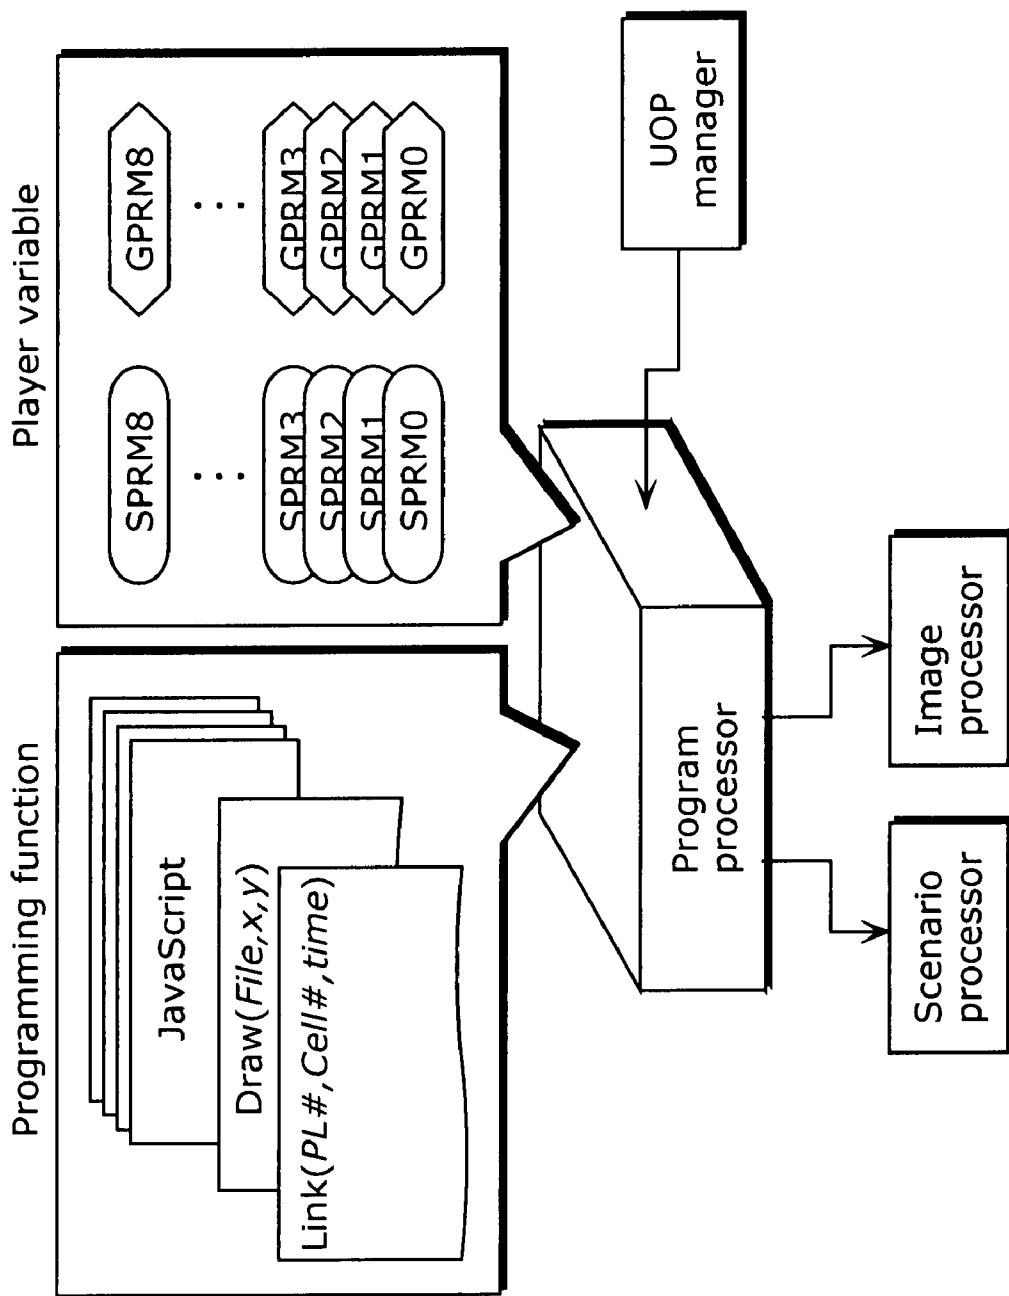 Programming function
JavaScript
Draw(File,x,y)
Link(PL#,Cell#,time)
Player variable
SPRM8
...
SPRM3
SPRM2
SPRM1
SPRM0
GPRM8
...
GPRM3
GPRM2
GPRM1
GPRM0
Program
processor
UOP
manager
Scenario
processor
Image
processor